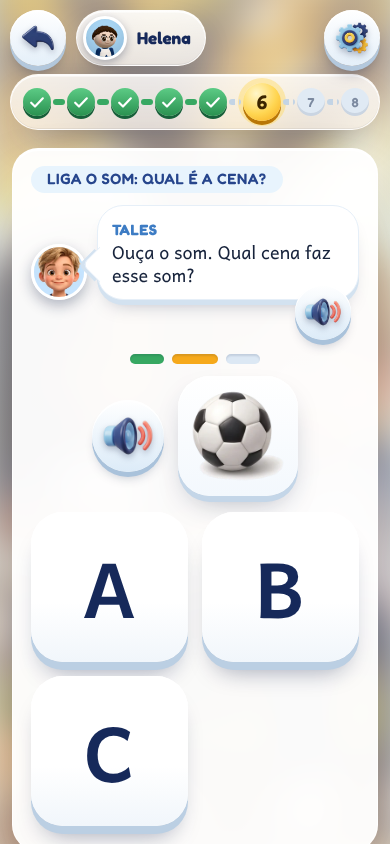 Helena
6
7
8
LIGA O SOM: QUAL É A CENA?
TALES
Ouça o som. Qual cena faz
esse som?
A
B
C